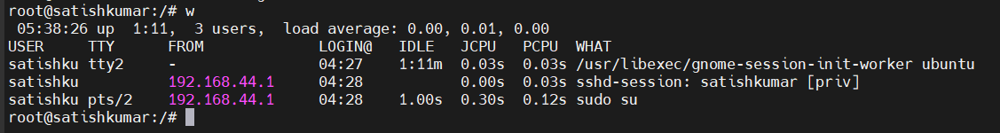 root@satishkumar:/# w
 05:38:26 up  1:11,  3 users,  load average: 0.00, 0.01, 0.00
USER     TTY      FROM             LOGIN@   IDLE   JCPU   PCPU  WHAT
satishku tty2     -                04:27    1:11m  0.03s  0.03s /usr/libexec/gnome-session-init-worker ubuntu
satishku          192.168.44.1     04:28           0.00s  0.03s sshd-session: satishkumar [priv]
satishku pts/2    192.168.44.1     04:28    1.00s  0.30s  0.12s sudo su
root@satishkumar:/#